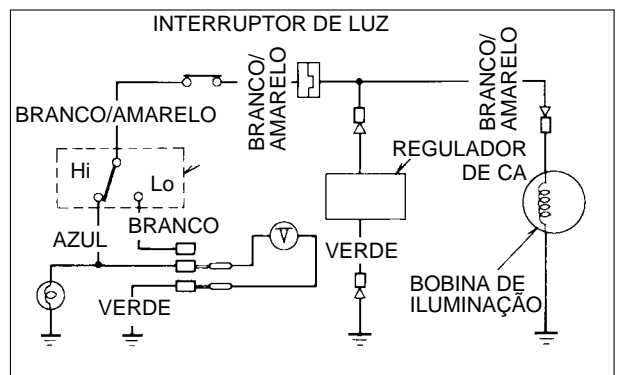 INTERRUPTOR DE LUZ
BRANCO/
AMARELO
BRANCO/
AMARELO
BRANCO/AMARELO
Hi
Lo
REGULADOR
DE CA
BRANCO
AZUL
V
VERDE
VERDE
BOBINA DE
ILUMINAÇÃO